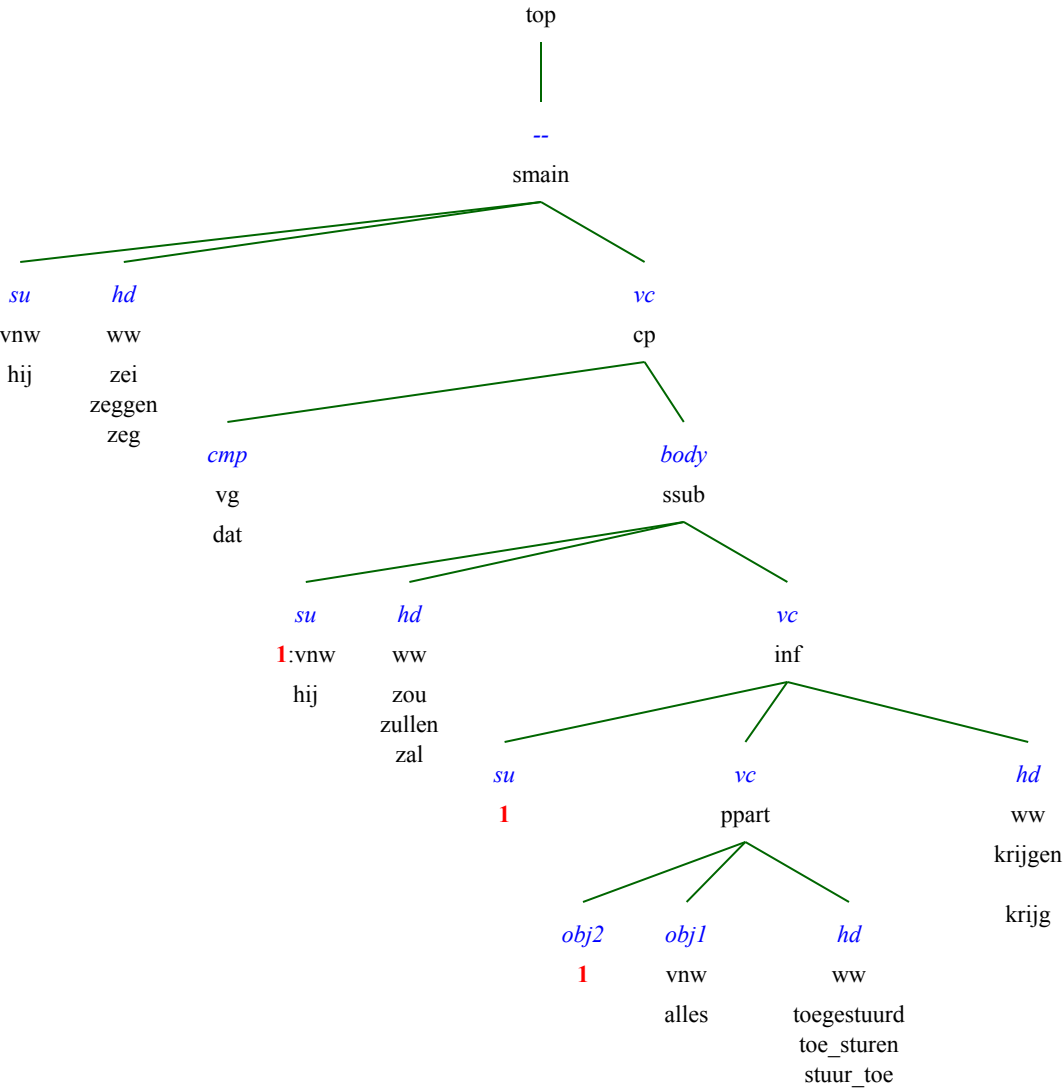 top
--
smain
su hd vc
vnw ww cp
hij zei
zeggen
zeg
cmp body
vg ssub
dat
su hd vc
1:vnw ww inf
hij zou
zullen
zal
su vc hd
1 ppart ww
krijgen
krijg
obj2 obj1 hd
1 vnw ww
alles toegestuurd
toe_sturen
stuur_toe